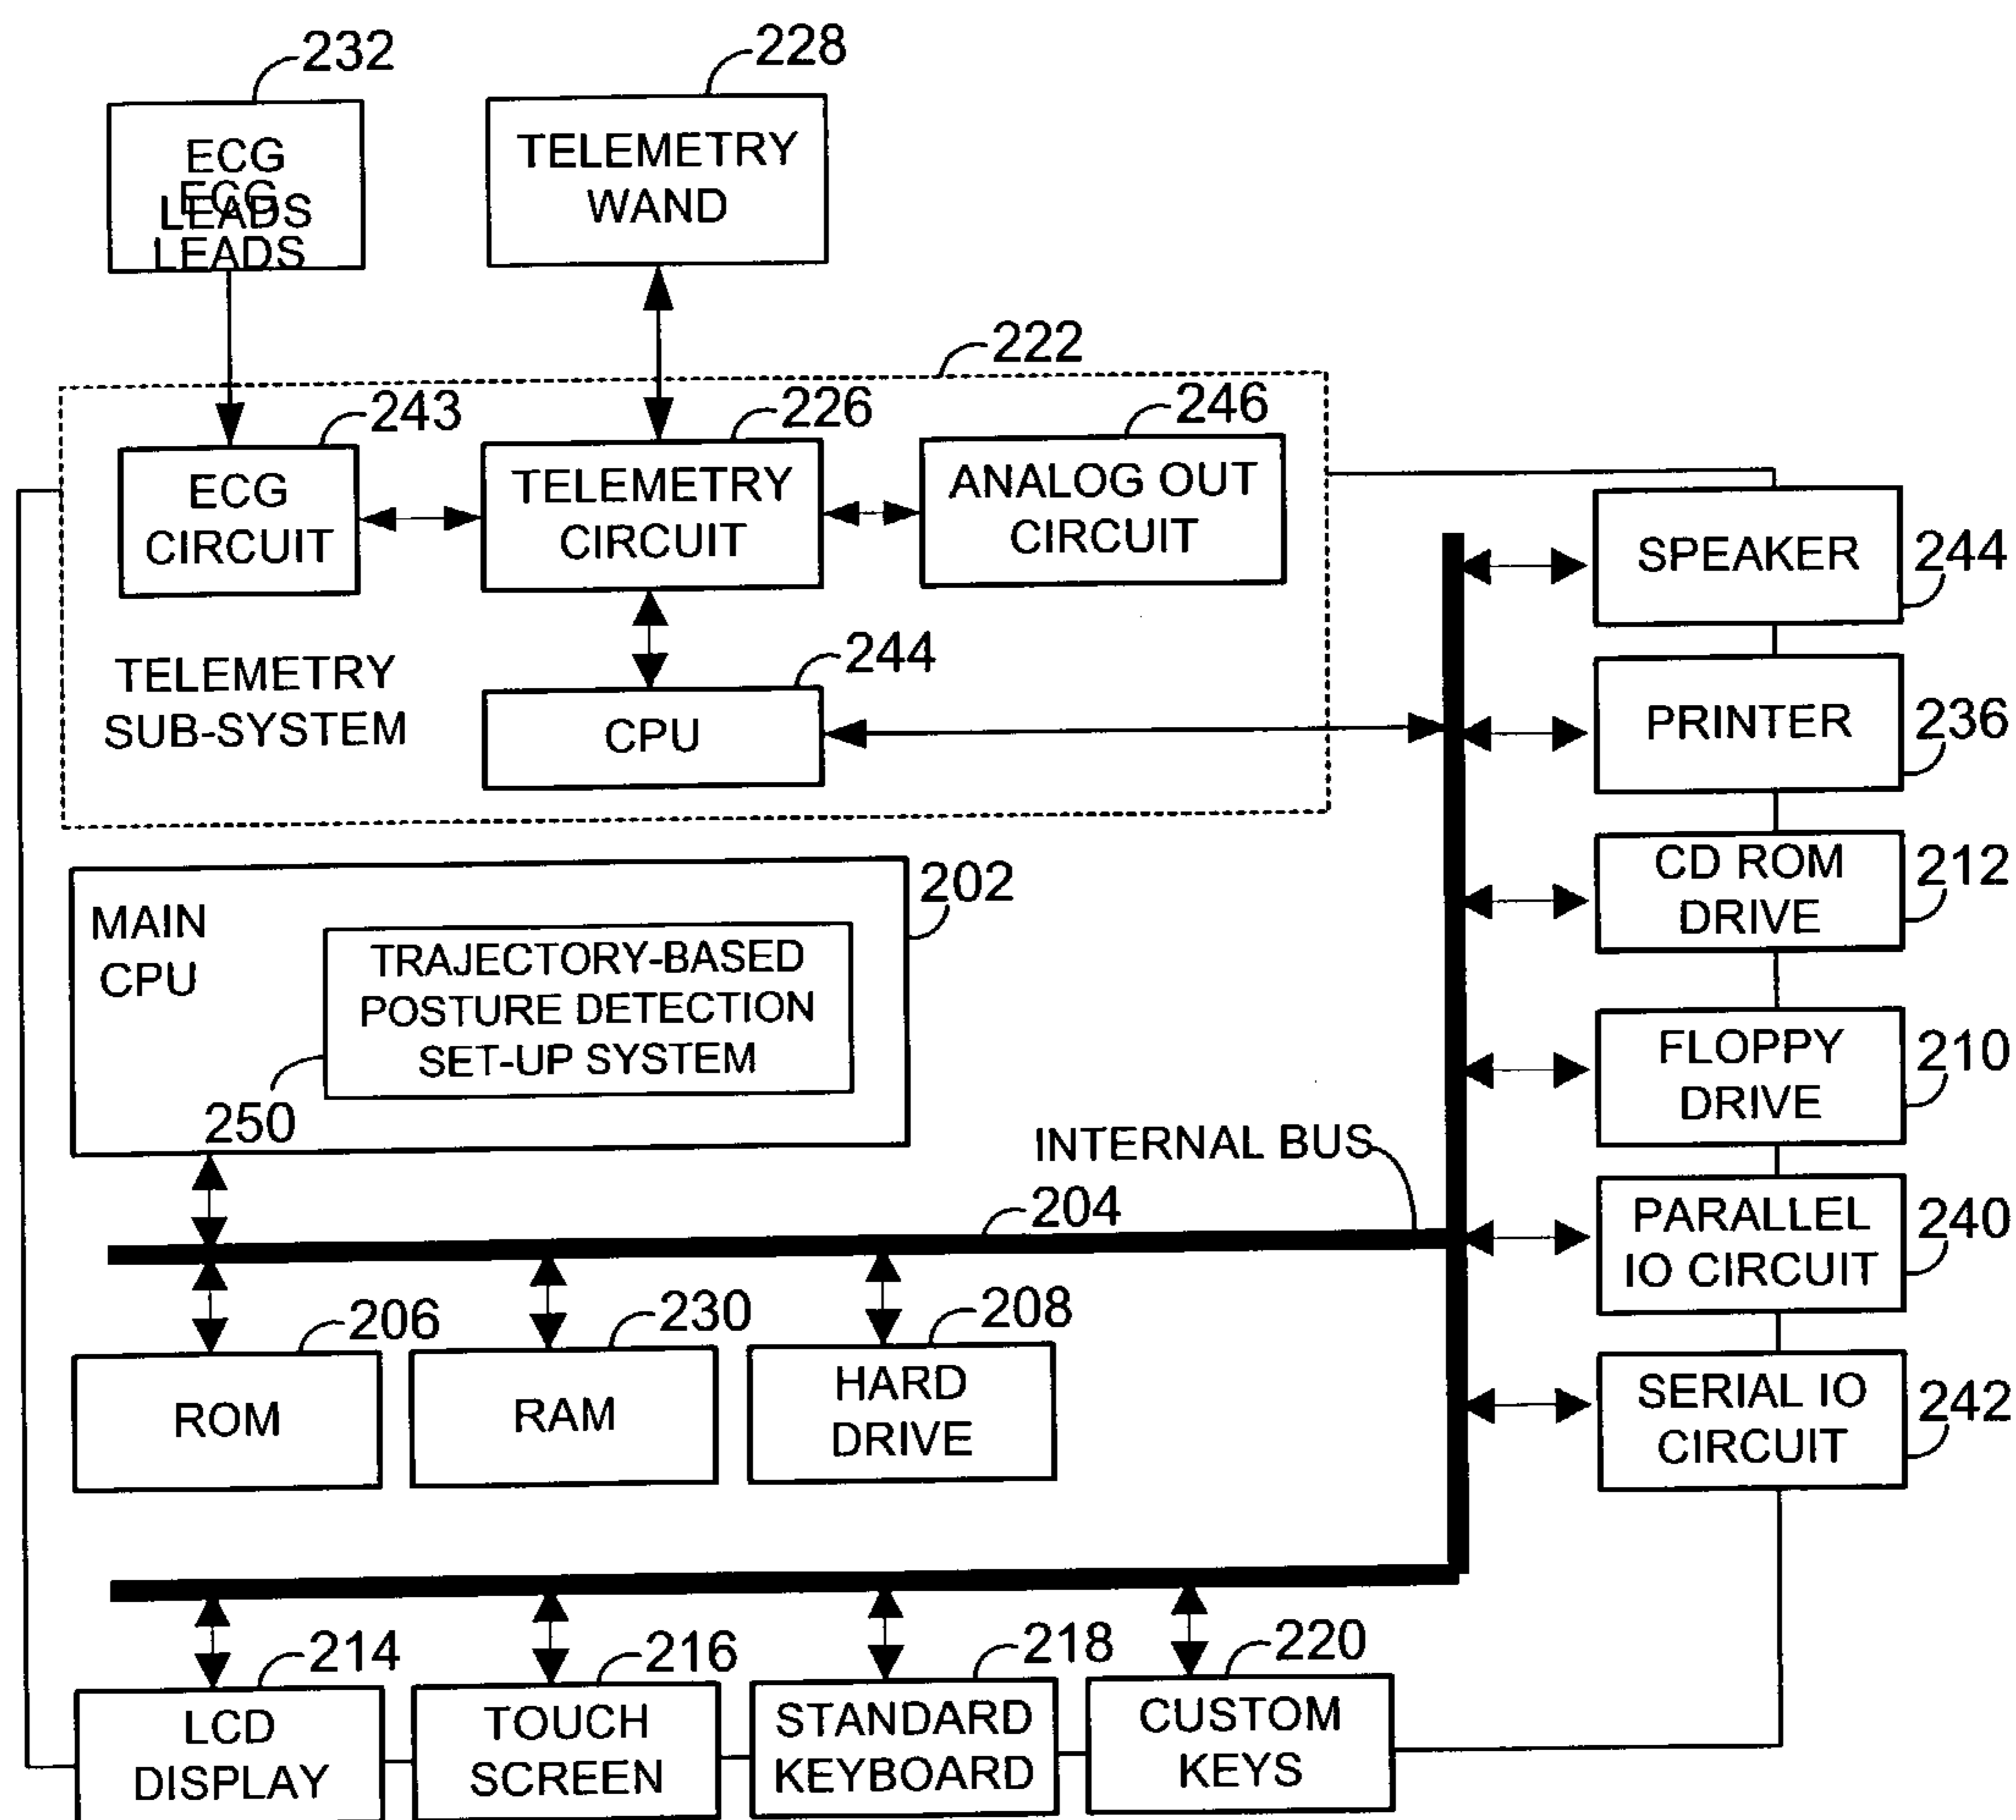 232
228
ECG
ECG
LEADS
LEADS
TELEMETRY
WAND
222
243
226
246
ECG
CIRCUIT
TELEMETRY
CIRCUIT
ANALOG OUT
CIRCUIT
TELEMETRY
SUB-SYSTEM
244
CPU
SPEAKER
244
PRINTER
236
CD ROM
DRIVE
212
FLOPPY
DRIVE
210
PARALLEL
IO CIRCUIT
240
SERIAL IO
CIRCUIT
242
MAIN
CPU
202
TRAJECTORY-BASED
POSTURE DETECTION
SET-UP SYSTEM
250
INTERNAL BUS
204
206
230
208
ROM
RAM
HARD
DRIVE
214
216
218
220
LCD
DISPLAY
TOUCH
SCREEN
STANDARD
KEYBOARD
CUSTOM
KEYS